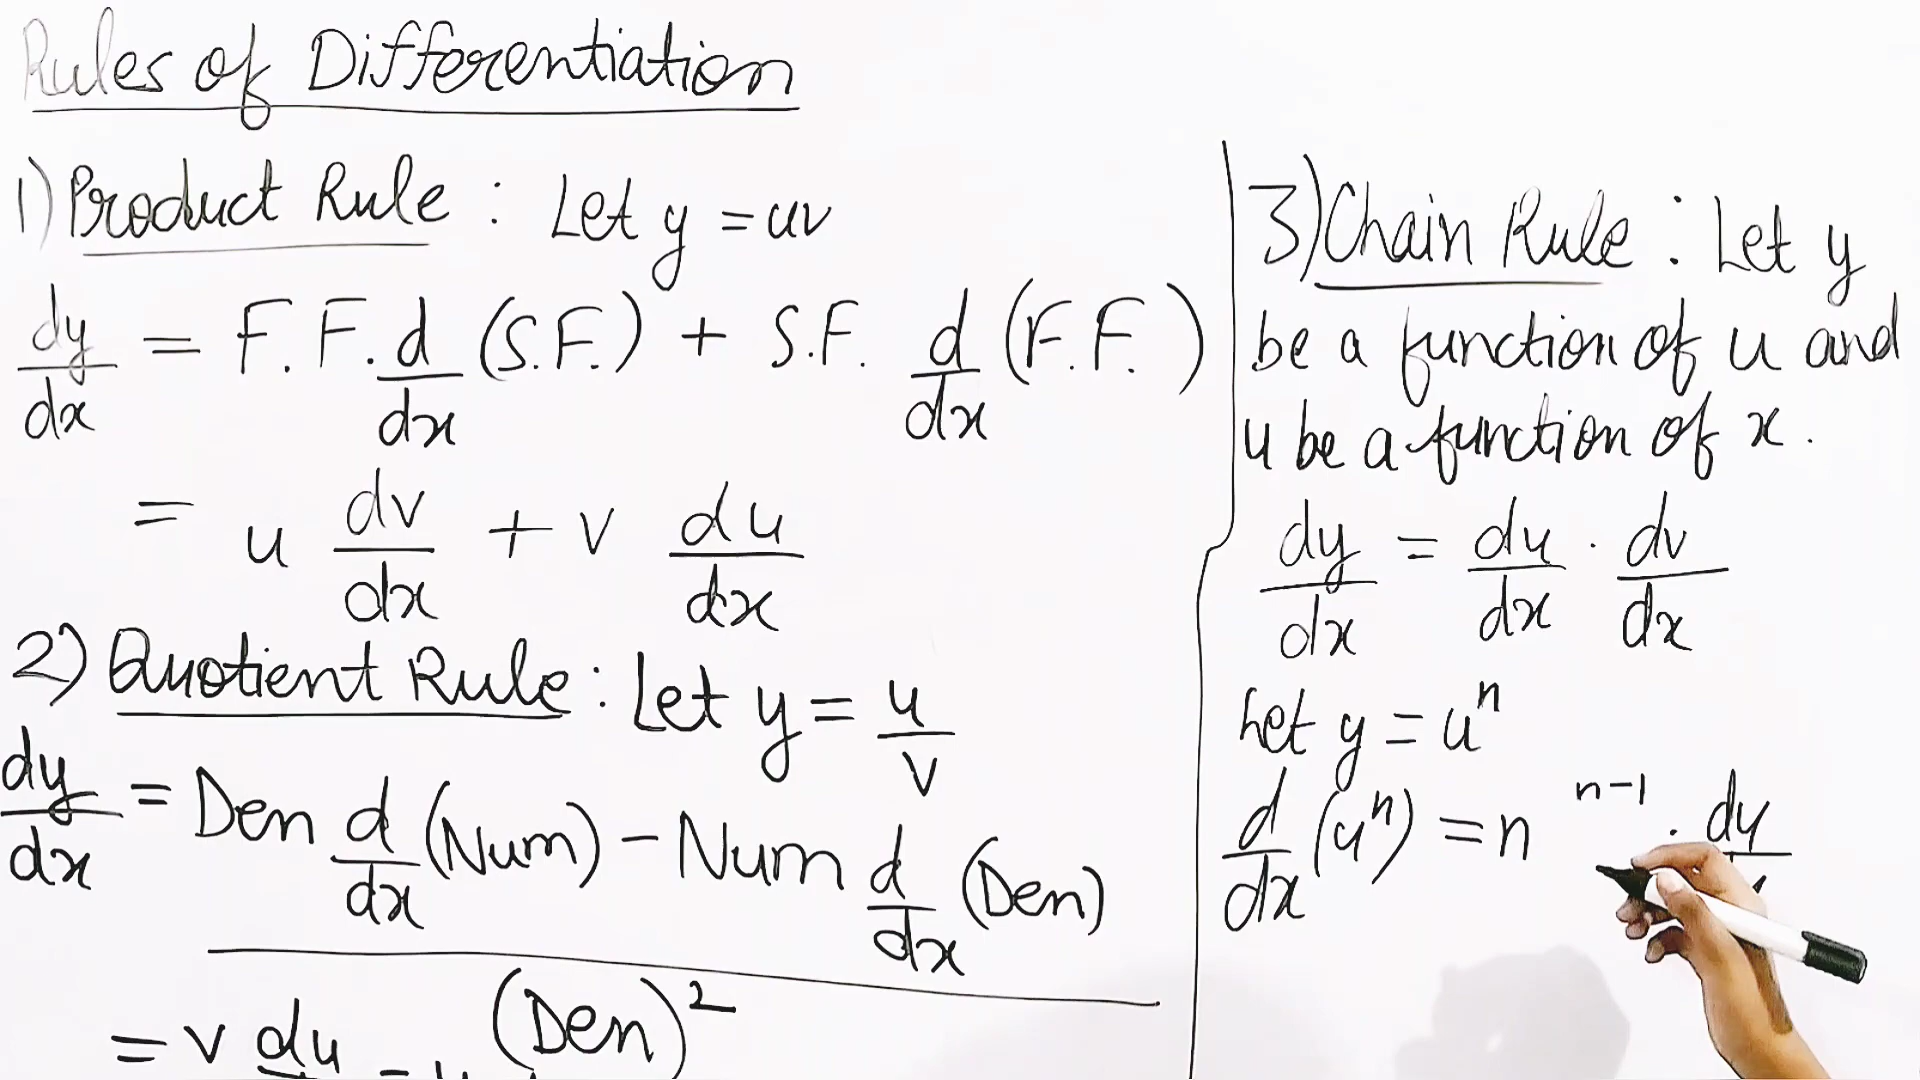 Rules of Differentiation
1) Product Rule : Let y = uv
dy/dx = F.F. d/dx (S.F.) + S.F. d/dx (F.F.)
= u dv/dx + v du/dx
2) Quotient Rule : Let y = u/v
dy/dx = Den d/dx (Num) - Num d/dx (Den)
(Den)²
= v du
3) Chain Rule : Let y
be a function of u and
u be a function of x .
dy/dx = du/dx · dv/dx
Let y = uⁿ
d/dx (uⁿ) = n ⁿ⁻¹ ·